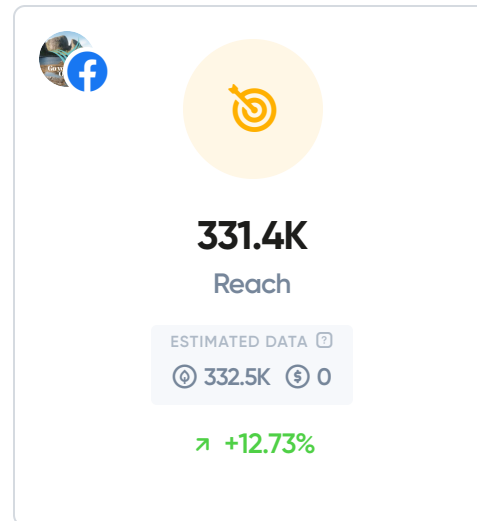 331.4K
Reach
ESTIMATED DATA ?
332.5K $ 0
+12.73%